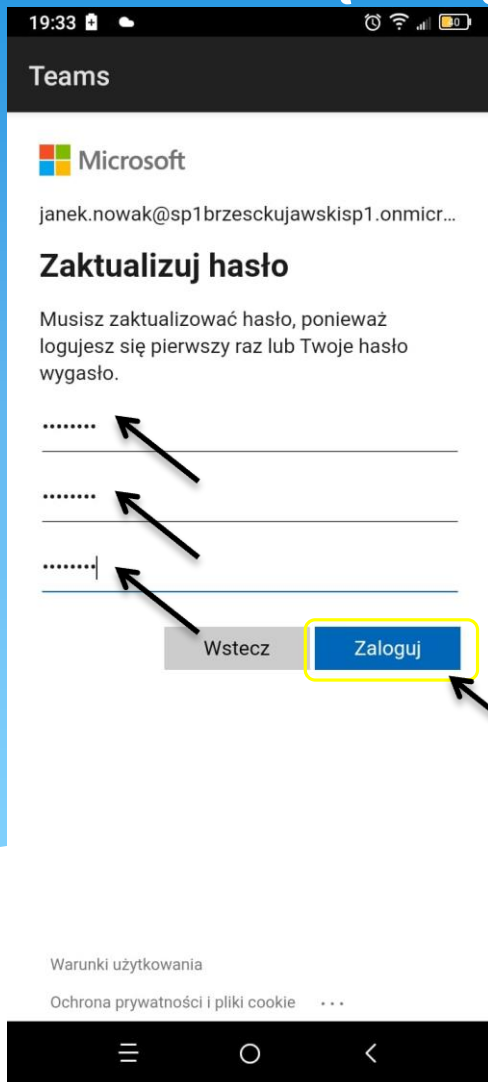 19:33
40
Teams
Microsoft
janek.nowak@sp1brzesckujawskisp1.onmicr...
Zaktualizuj hasło
Musisz zaktualizować hasło, ponieważ
logujesz się pierwszy raz lub Twoje hasło
wygasło.
Wstecz Zaloguj
Warunki użytkowania
Ochrona prywatności i pliki cookie ...